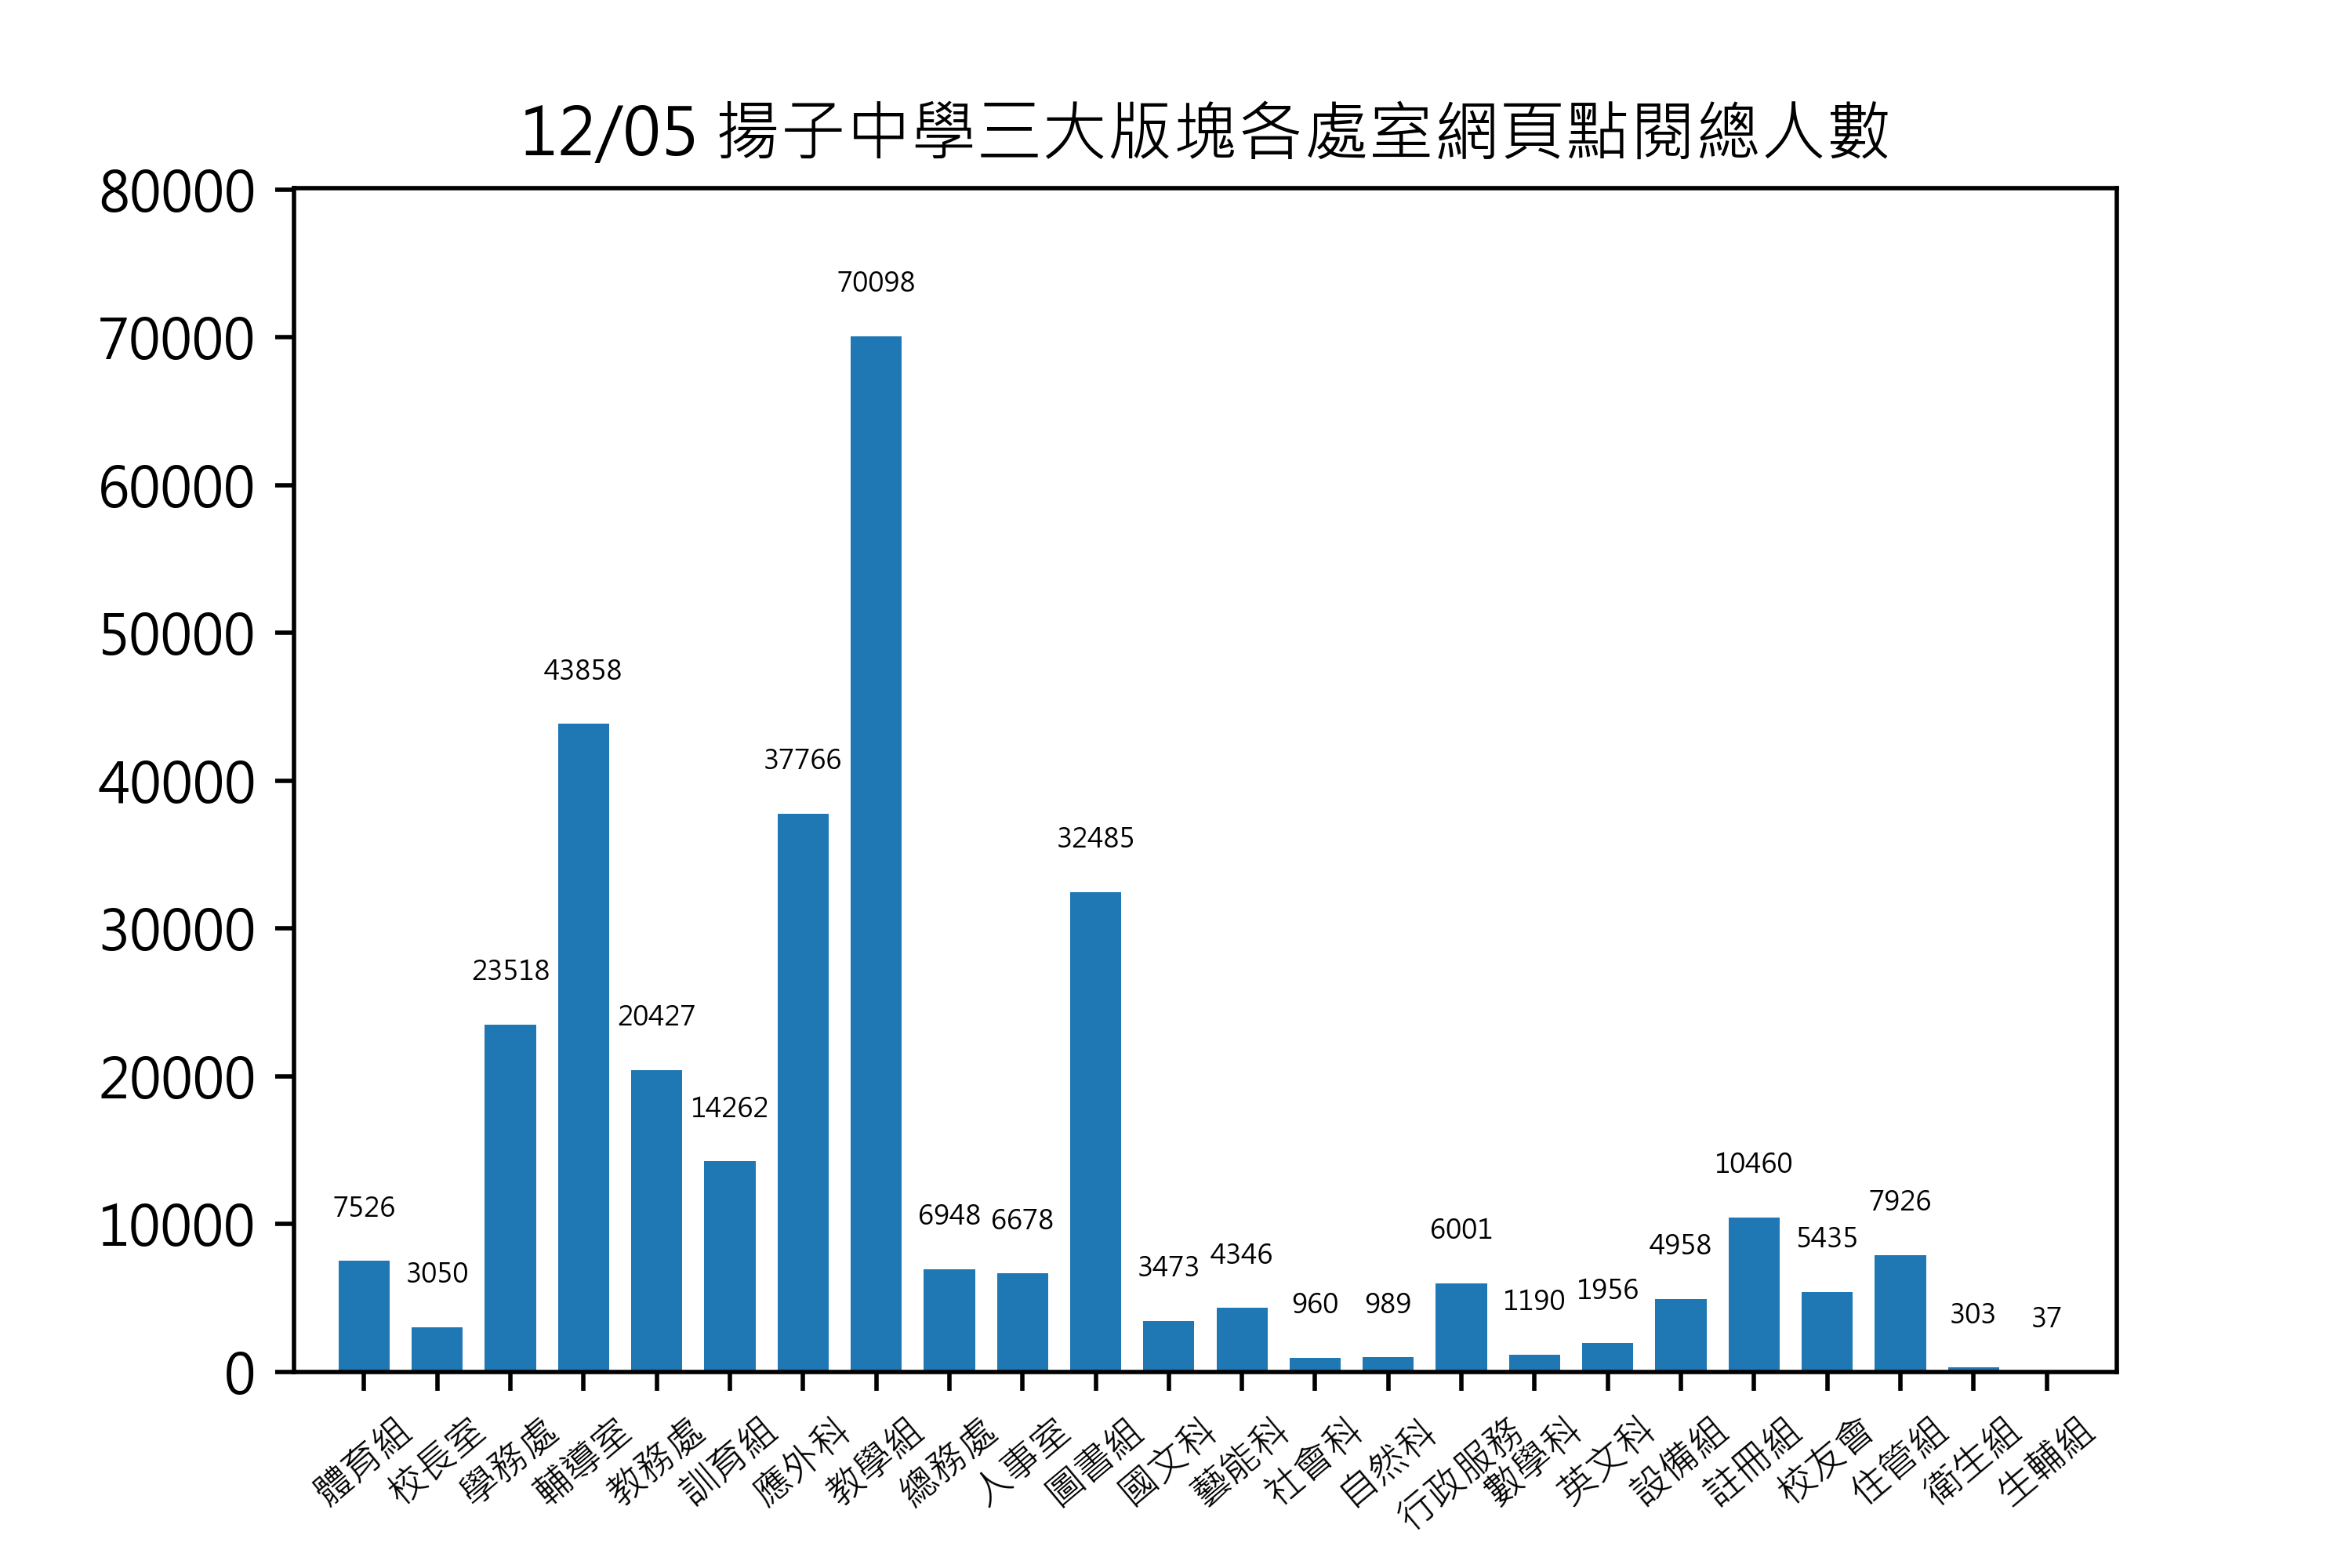 12/05 揚子中學三大版塊各處室網頁點閱總人數
80000
70000
60000
50000
40000
30000
20000
10000
0
7526
3050
23518
43858
20427
14262
37766
70098
6948
6678
32485
3473
4346
960
989
6001
1190
1956
4958
10460
5435
7926
303
37
體育組
校長室
學務處
輔導室
教務處
訓育組
應外科
教學組
總務處
人事室
圖書組
國文科
藝能科
社會科
自然科
行政服務
數學科
英文科
設備組
註冊組
校友會
住管組
衛生組
生輔組